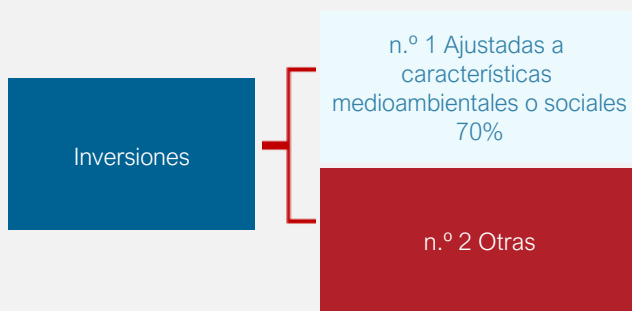 Inversiones
n.º 1 Ajustadas a
características
medioambientales o sociales
70%
n.º 2 Otras